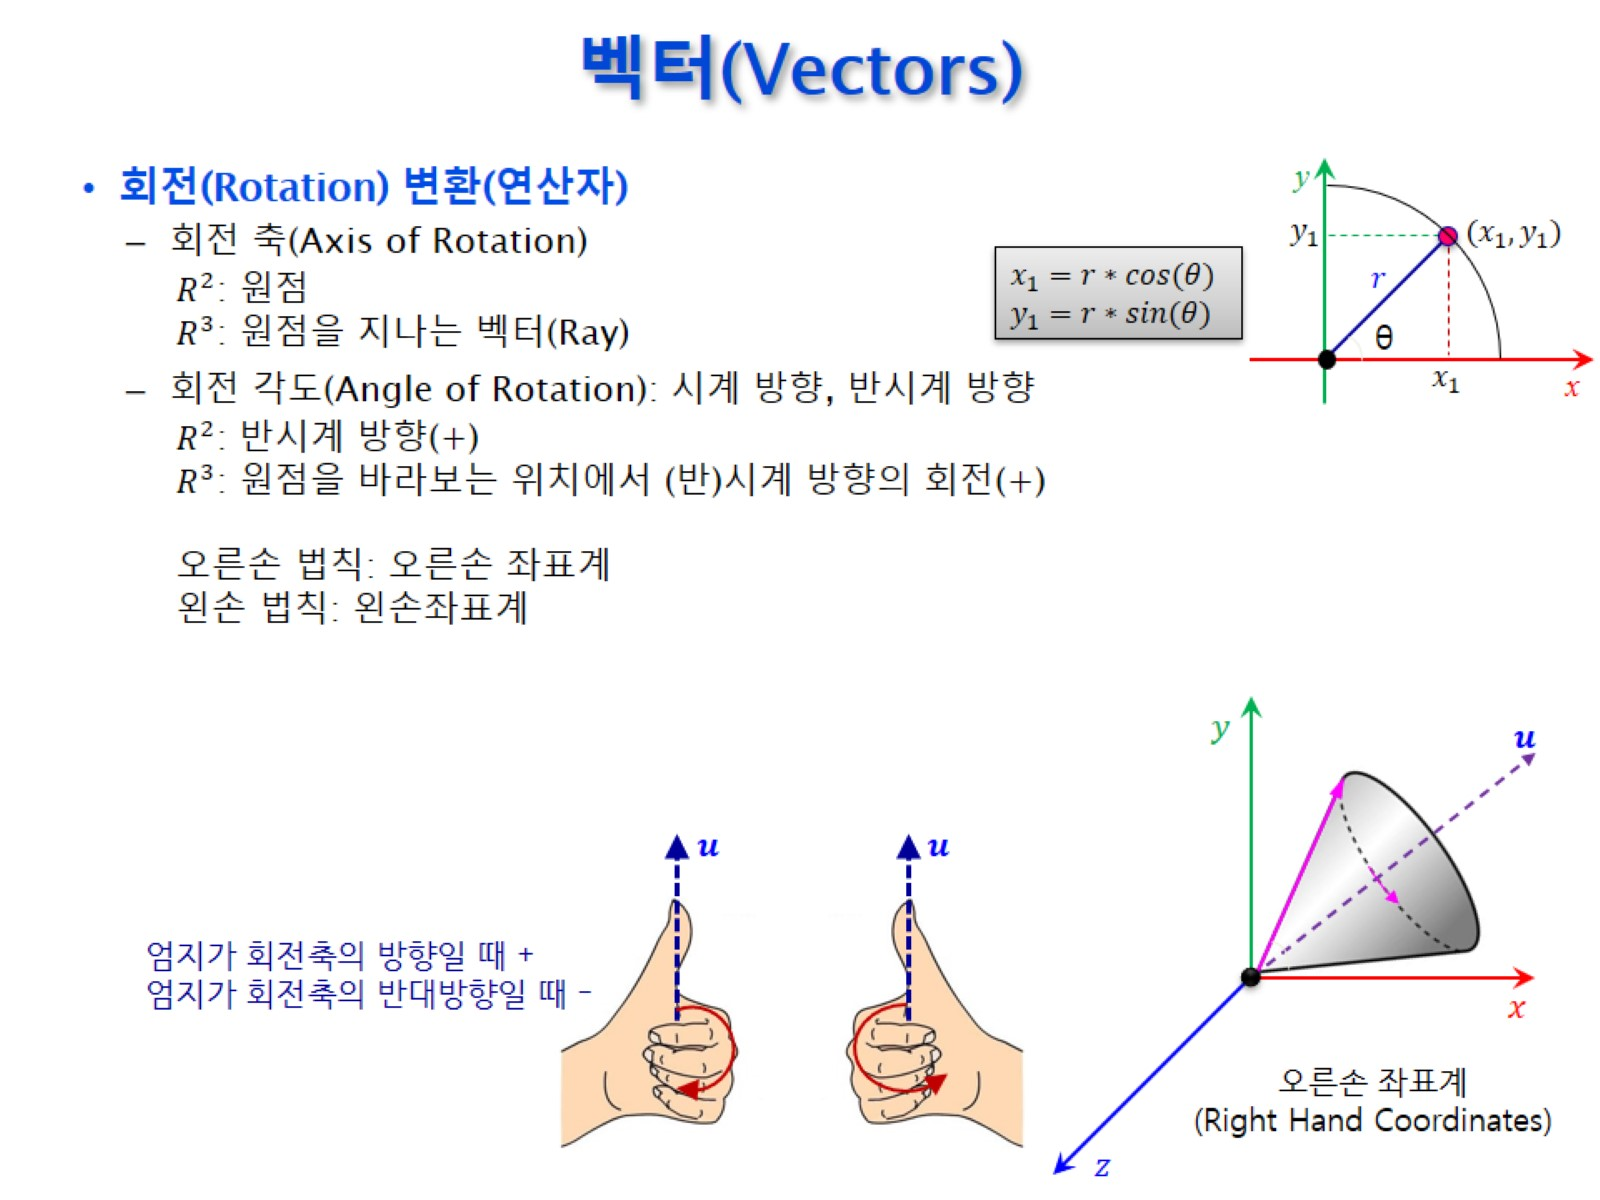 벡터(Vectors)
• 회전(Rotation) 변환(연산자)
– 회전 축(Axis of Rotation)
R²: 원점
R³: 원점을 지나는 벡터(Ray)
– 회전 각도(Angle of Rotation): 시계 방향, 반시계 방향
R²: 반시계 방향(+)
R³: 원점을 바라보는 위치에서 (반)시계 방향의 회전(+)
오른손 법칙: 오른손 좌표계
왼손 법칙: 왼손좌표계
x₁ = r * cos(θ)
y₁ = r * sin(θ)
y
y₁
(x₁, y₁)
r
θ
x₁
x
엄지가 회전축의 방향일 때 +
엄지가 회전축의 반대방향일 때 -
u
u
y
u
x
z
오른손 좌표계
(Right Hand Coordinates)